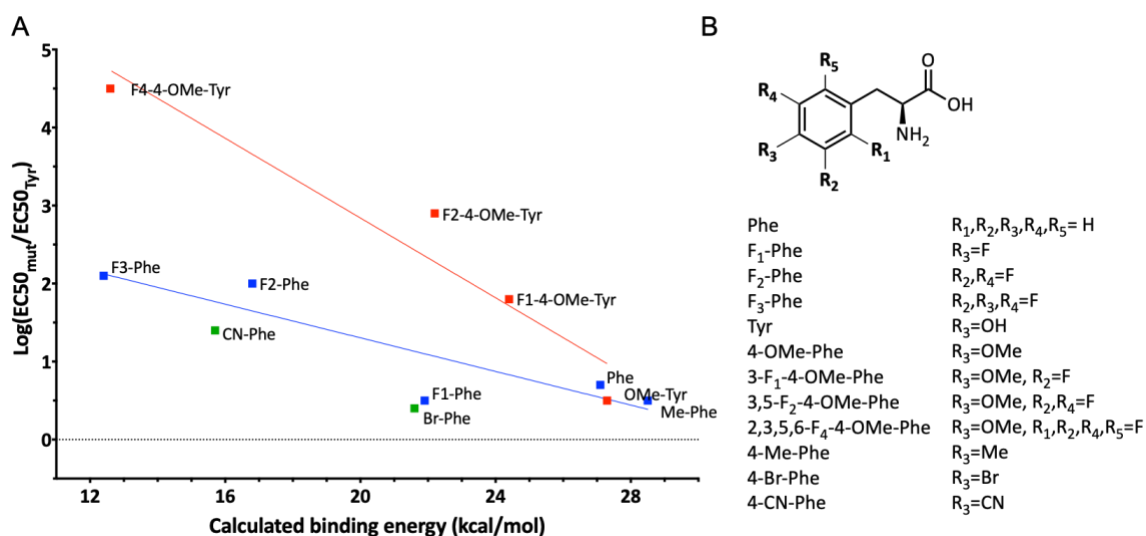 A
Log(EC50mut/EC50Tyr)
5
4
3
2
1
0
F4-4-OMe-Tyr
F2-4-OMe-Tyr
F3-Phe
F2-Phe
F1-4-OMe-Tyr
CN-Phe
Phe
F1-Phe
OMe-Tyr
Br-Phe
Me-Phe
12 16 20 24 28
Calculated binding energy (kcal/mol)
B
R5
O
R4
OH
NH2
R3
R1
R2
Phe R1,R2,R3,R4,R5= H
F1-Phe R3=F
F2-Phe R2,R4=F
F3-Phe R2,R3,R4=F
Tyr R3=OH
4-OMe-Phe R3=OMe
3-F1-4-OMe-Phe R3=OMe, R2=F
3,5-F2-4-OMe-Phe R3=OMe, R2,R4=F
2,3,5,6-F4-4-OMe-Phe R3=OMe, R1,R2,R4,R5=F
4-Me-Phe R3=Me
4-Br-Phe R3=Br
4-CN-Phe R3=CN